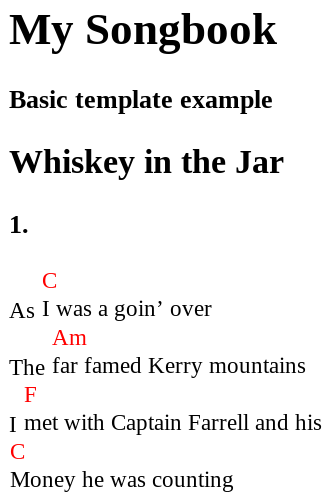 My Songbook
Basic template example
Whiskey in the Jar
1.
C
As I was a goin’ over
Am
The far famed Kerry mountains
F
I met with Captain Farrell and his
C
Money he was counting